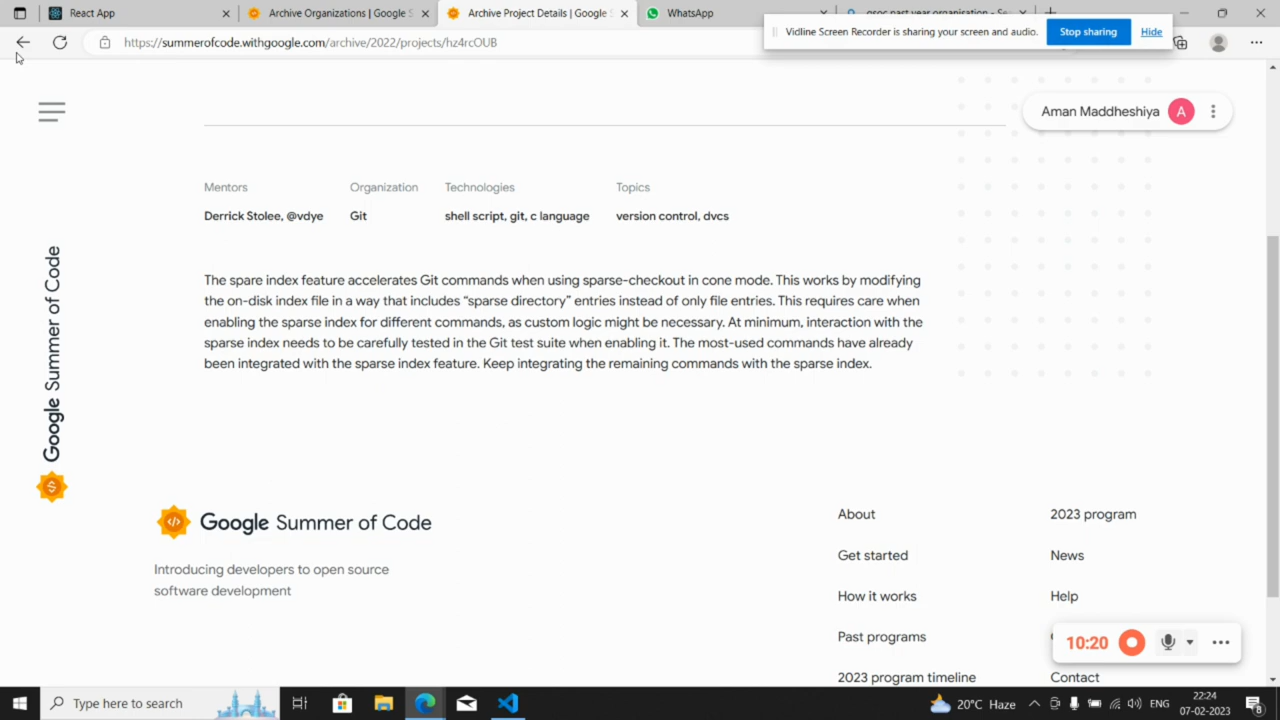 React App
Archive Organizations | Google S
Archive Project Details | Google S
WhatsApp
Vidline Screen Recorder is sharing your screen and audio.
Stop sharing
Hide
https://summerofcode.withgoogle.com/archive/2022/projects/hz4rcOUB
Aman Maddheshiya
A
Mentors
Organization
Technologies
Topics
Derrick Stolee, @vdye
Git
shell script, git, c language
version control, dvcs
The spare index feature accelerates Git commands when using sparse-checkout in cone mode. This works by modifying
the on-disk index file in a way that includes “sparse directory” entries instead of only file entries. This requires care when
enabling the sparse index for different commands, as custom logic might be necessary. At minimum, interaction with the
sparse index needs to be carefully tested in the Git test suite when enabling it. The most-used commands have already
been integrated with the sparse index feature. Keep integrating the remaining commands with the sparse index.
Google Summer of Code
Google Summer of Code
Introducing developers to open source
software development
About
2023 program
Get started
News
How it works
Help
Past programs
2023 program timeline
Contact
10:20
Type here to search
20°C Haze
ENG
22:24
07-02-2023
8